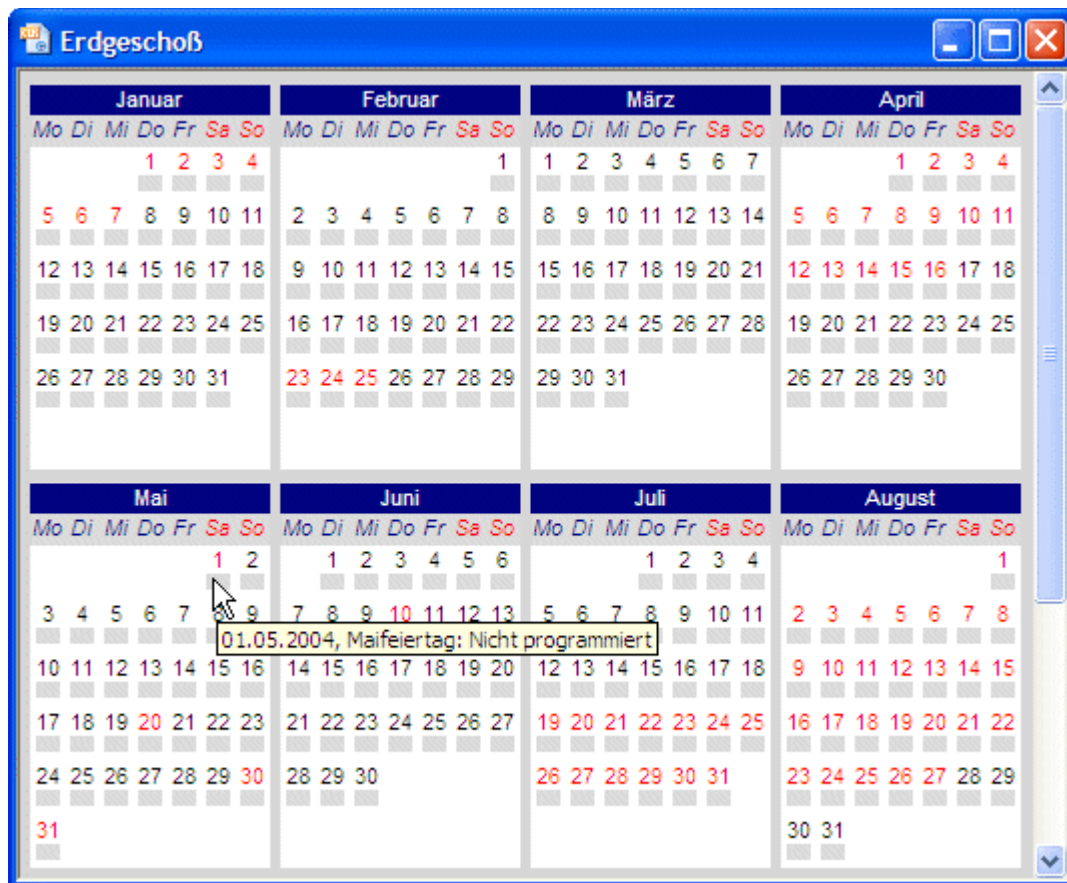 Erdgeschoß
Januar Februar März April
Mo Di Mi Do Fr Sa So Mo Di Mi Do Fr Sa So Mo Di Mi Do Fr Sa So Mo Di Mi Do Fr Sa So
1 2 3 4 1 1 2 3 4 5 6 7 1 2 3 4
5 6 7 8 9 10 11 2 3 4 5 6 7 8 8 9 10 11 12 13 14 5 6 7 8 9 10 11
12 13 14 15 16 17 18 9 10 11 12 13 14 15 15 16 17 18 19 20 21 12 13 14 15 16 17 18
19 20 21 22 23 24 25 16 17 18 19 20 21 22 22 23 24 25 26 27 28 19 20 21 22 23 24 25
26 27 28 29 30 31 23 24 25 26 27 28 29 29 30 31 26 27 28 29 30
Mai Juni Juli August
Mo Di Mi Do Fr Sa So Mo Di Mi Do Fr Sa So Mo Di Mi Do Fr Sa So Mo Di Mi Do Fr Sa So
1 2 1 2 3 4 5 6 1 2 3 4 1
3 4 5 6 7 8 9 7 8 9 10 11 12 13 5 6 7 8 9 10 11 2 3 4 5 6 7 8
01.05.2004, Maifeiertag: Nicht programmiert
10 11 12 13 14 15 16 14 15 16 17 18 19 20 12 13 14 15 16 17 18 9 10 11 12 13 14 15
17 18 19 20 21 22 23 21 22 23 24 25 26 27 19 20 21 22 23 24 25 16 17 18 19 20 21 22
24 25 26 27 28 29 30 28 29 30 26 27 28 29 30 31 23 24 25 26 27 28 29
31 30 31